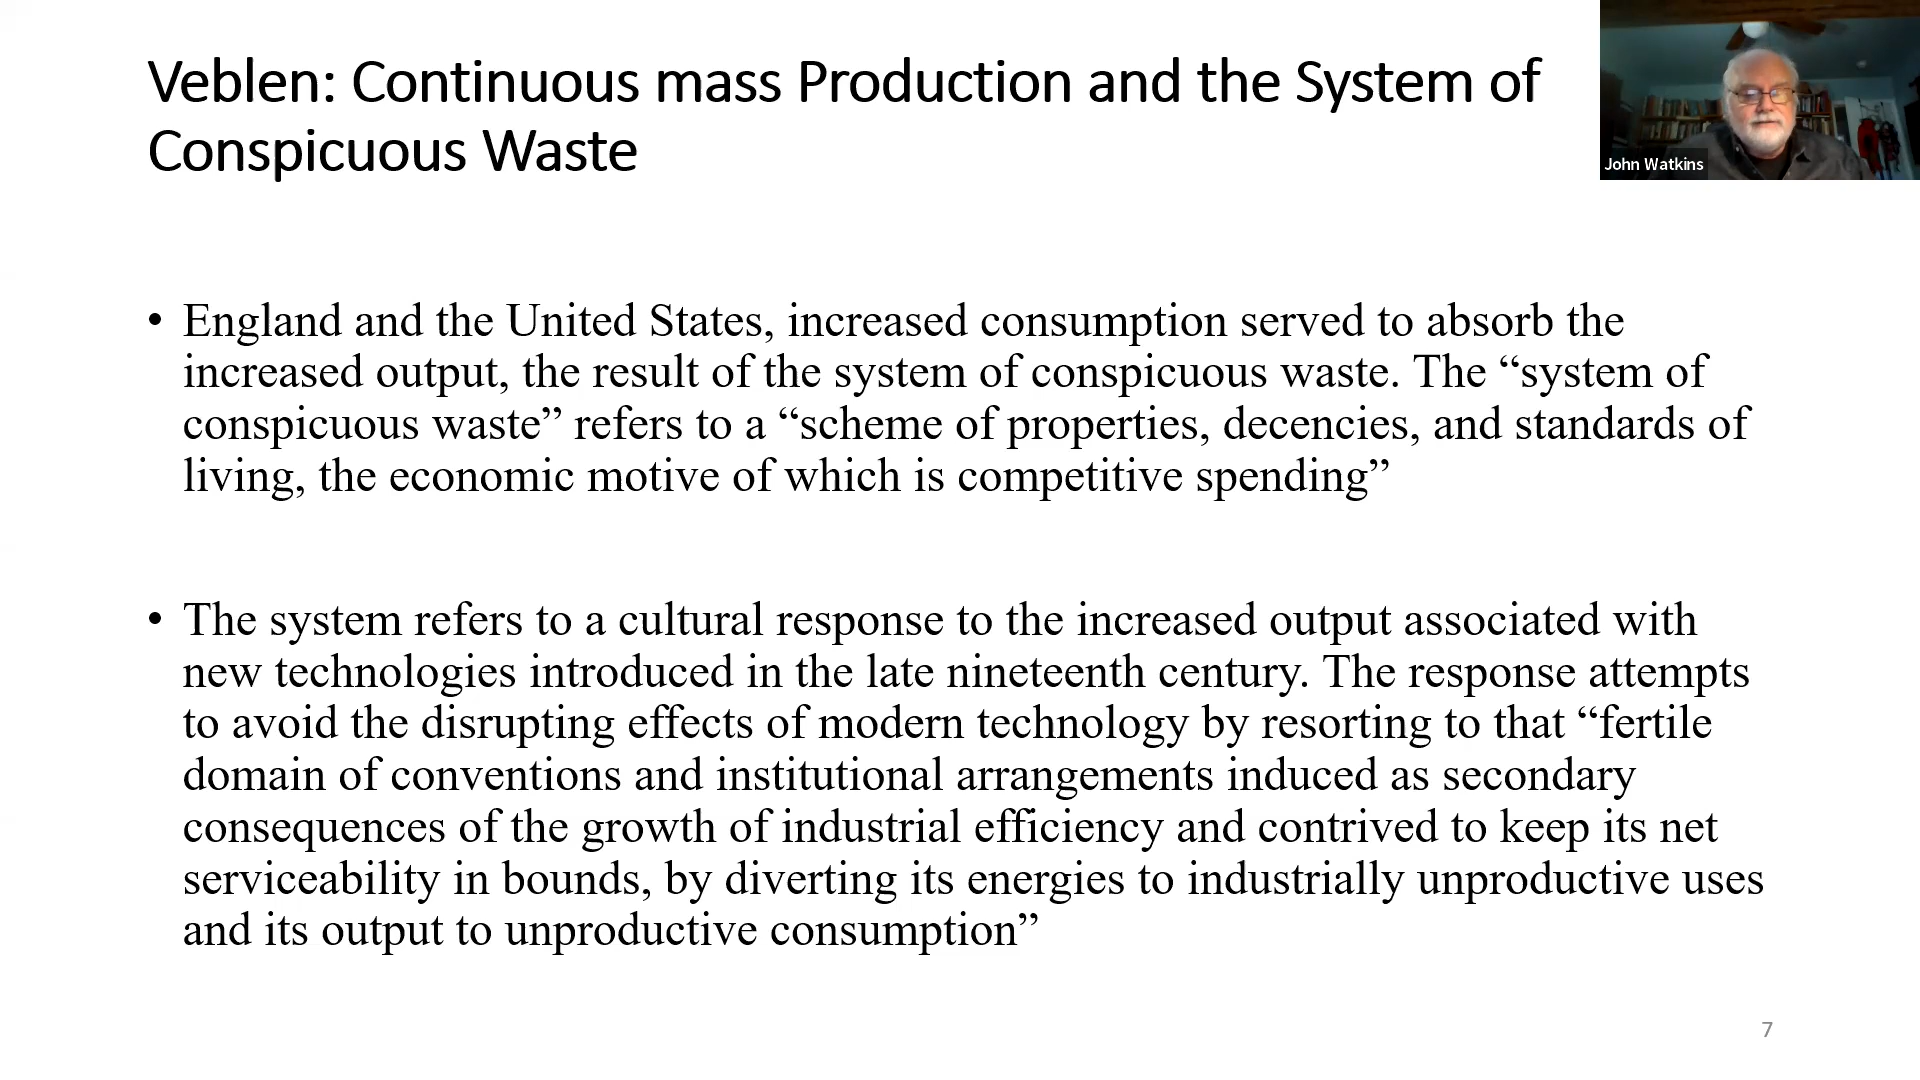 Veblen: Continuous mass Production and the System of
Conspicuous Waste
John Watkins
• England and the United States, increased consumption served to absorb the
increased output, the result of the system of conspicuous waste. The “system of
conspicuous waste” refers to a “scheme of properties, decencies, and standards of
living, the economic motive of which is competitive spending”
• The system refers to a cultural response to the increased output associated with
new technologies introduced in the late nineteenth century. The response attempts
to avoid the disrupting effects of modern technology by resorting to that “fertile
domain of conventions and institutional arrangements induced as secondary
consequences of the growth of industrial efficiency and contrived to keep its net
serviceability in bounds, by diverting its energies to industrially unproductive uses
and its output to unproductive consumption”
7